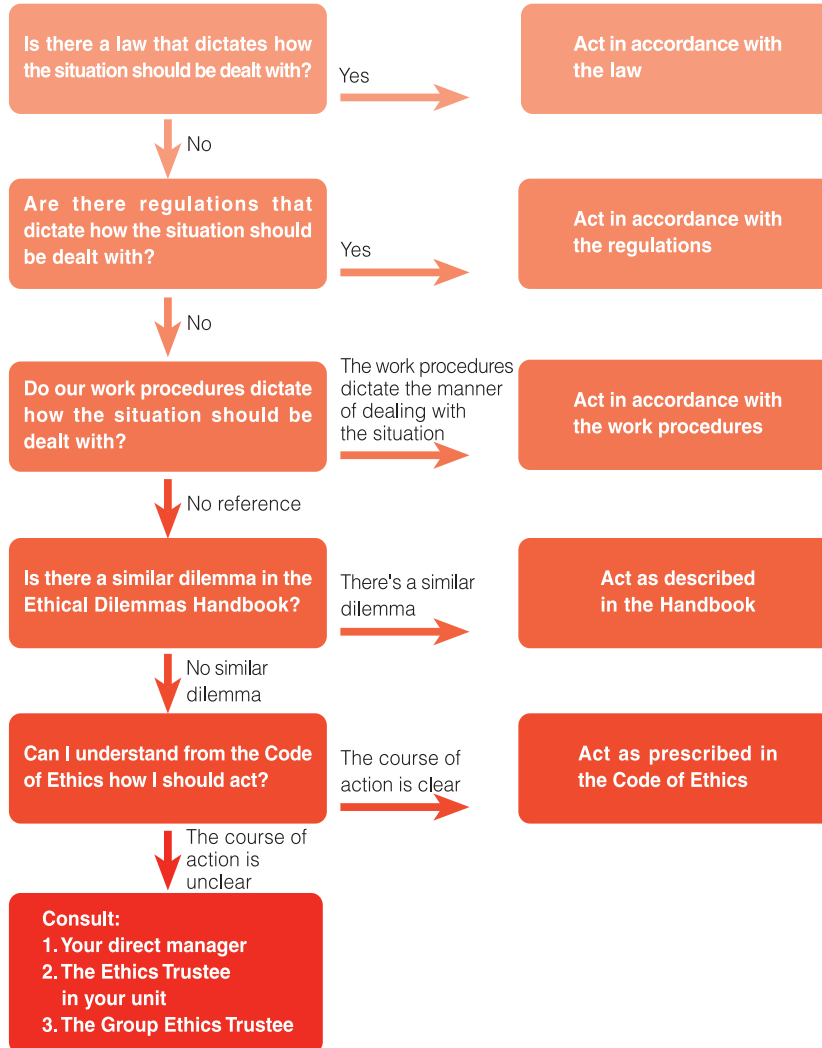 Is there a law that dictates how
the situation should be dealt with?
Yes
Act in accordance with
the law
No
Are there regulations that
dictate how the situation should
be dealt with?
Yes
Act in accordance with
the regulations
No
Do our work procedures dictate
how the situation should be
dealt with?
The work procedures
dictate the manner
of dealing with
the situation
Act in accordance with
the work procedures
No reference
Is there a similar dilemma in the
Ethical Dilemmas Handbook?
There's a similar
dilemma
Act as described
in the Handbook
No similar
dilemma
Can I understand from the Code
of Ethics how I should act?
The course of
action is clear
Act as prescribed in
the Code of Ethics
The course of
action is
unclear
Consult:
1. Your direct manager
2. The Ethics Trustee
in your unit
3. The Group Ethics Trustee